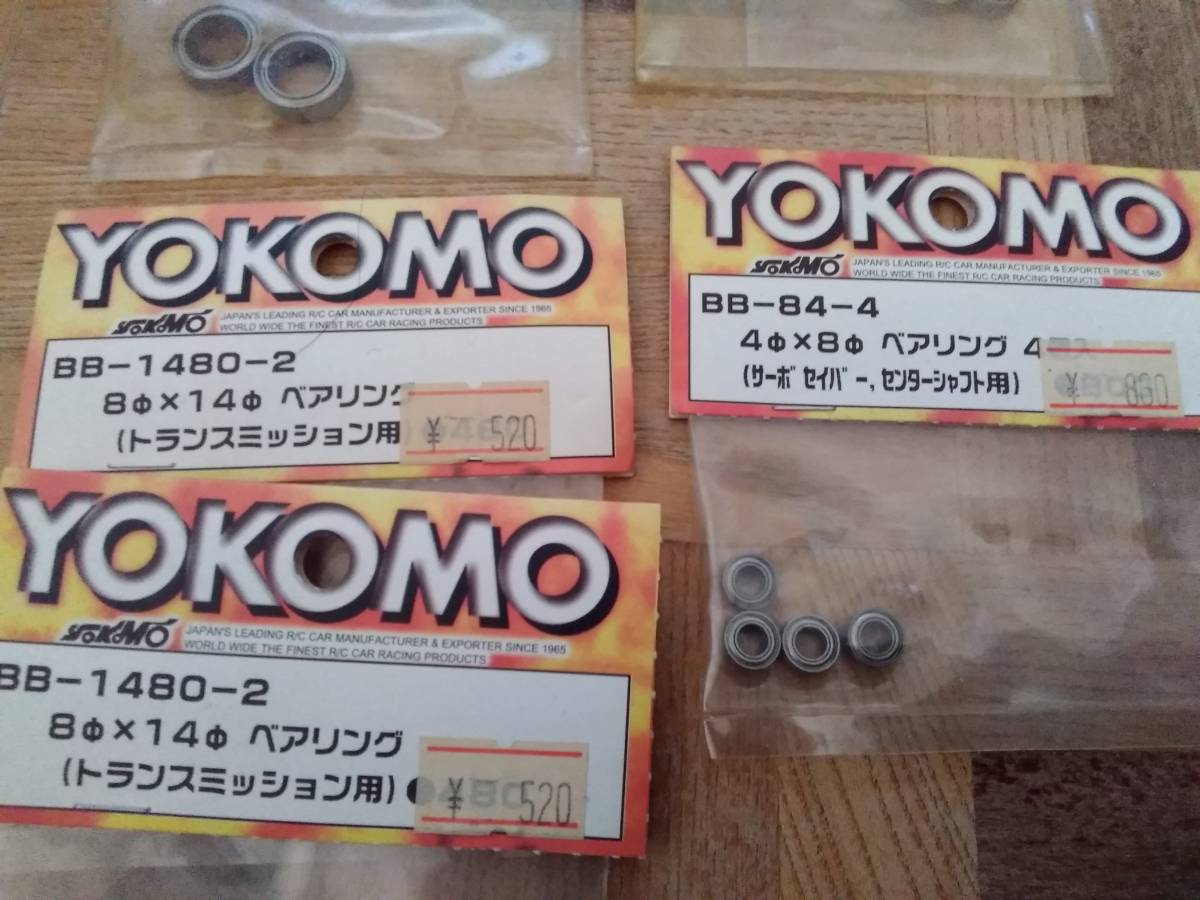 YOKOMO
YOKOMO
JAPAN'S LEADING R/C CAR MANUFACTURER & EXPORTER SINCE 1965
WORLD WIDE THE FINEST R/C CAR RACING PRODUCTS
BB-1480-2
8φ×14φ ベアリング
(トランスミッション用)
¥ 520
YOKOMO
YOKOMO
JAPAN'S LEADING R/C CAR MANUFACTURER & EXPORTER SINCE 1965
WORLD WIDE THE FINEST R/C CAR RACING PRODUCTS
BB-84-4
4φ×8φ ベアリング 4
(サーボセイバー,センターシャフト用)
¥
YOKOMO
YOKOMO
JAPAN'S LEADING R/C CAR MANUFACTURER & EXPORTER SINCE 1965
WORLD WIDE THE FINEST R/C CAR RACING PRODUCTS
BB-1480-2
8φ×14φ ベアリング
(トランスミッション用)
¥ 520